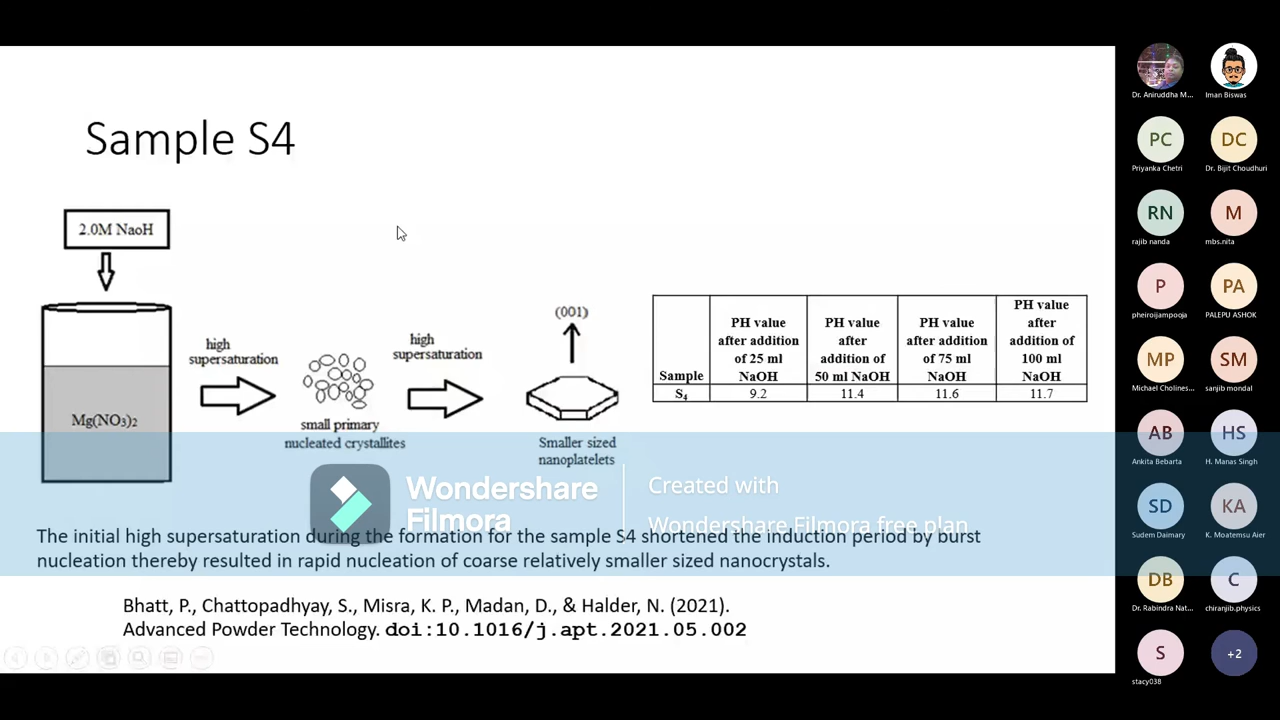 Sample S4
2.0M NaoH
Mg(NO₃)₂
high
supersaturation
small primary
nucleated crystallites
high
supersaturation
(001)
Smaller sized
nanoplatelets
Sample
PH value
after addition
of 25 ml
NaOH
PH value
after
addition of
50 ml NaOH
PH value
after addition
of 75 ml
NaOH
PH value
after
addition of
100 ml
NaOH
S₄ 9.2 11.4 11.6 11.7
Wondershare
Filmora
Created with
Wondershare Filmora free plan
The initial high supersaturation during the formation for the sample S4 shortened the induction period by burst
nucleation thereby resulted in rapid nucleation of coarse relatively smaller sized nanocrystals.
Bhatt, P., Chattopadhyay, S., Misra, K. P., Madan, D., & Halder, N. (2021).
Advanced Powder Technology. doi:10.1016/j.apt.2021.05.002
Dr. Aniruddha M...
Iman Biswas
PC
Priyanka Chetri
DC
Dr. Bijit Choudhuri
RN
rajib nanda
M
mbs.nita
P
pheiroijampooja
PA
PALEPU ASHOK
MP
Michael Cholines...
SM
sanjib mondal
AB
Ankita Bebarta
HS
H. Manas Singh
SD
Sudem Daimary
KA
K. Moatemsu Aier
DB
Dr. Rabindra Nat...
C
chiranjib.physics
S
stacy038
+2